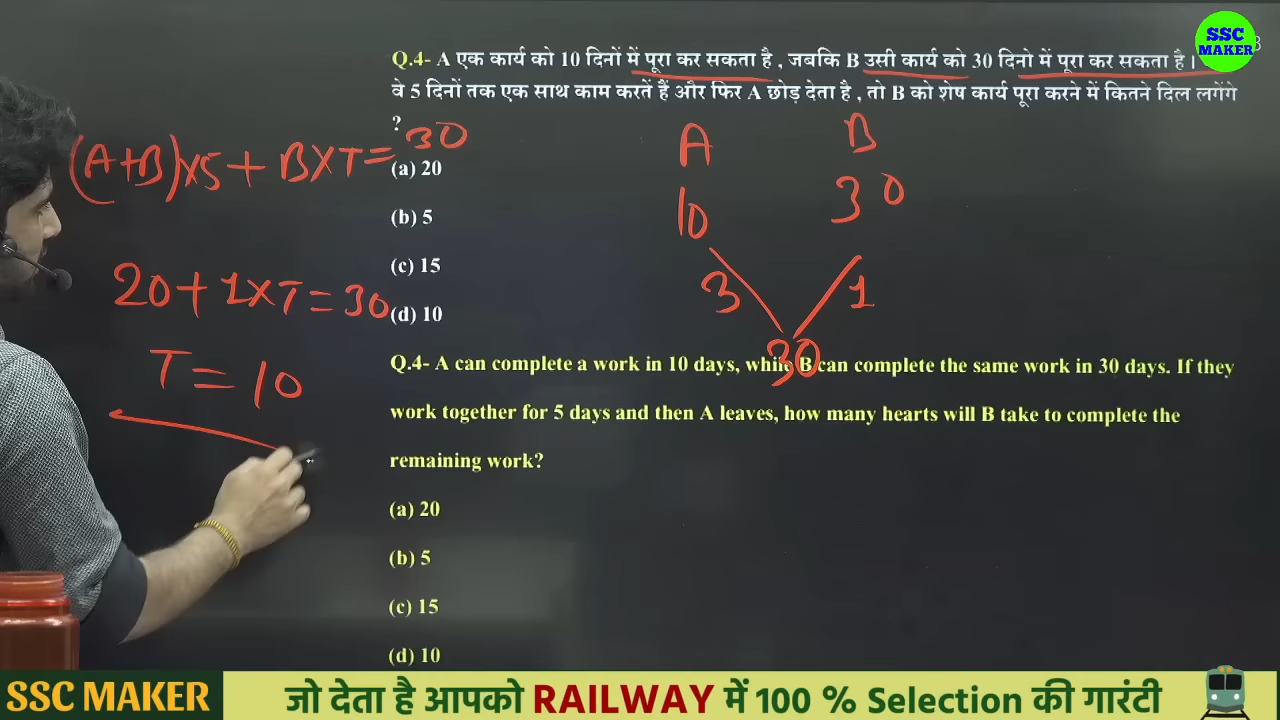 SSC
MAKER
Q.4- A एक कार्य को 10 दिनों में पूरा कर सकता है , जबकि B उसी कार्य को 30 दिनो में पूरा कर सकता है ।
वे 5 दिनों तक एक साथ काम करतें हैं और फिर A छोड़ देता है , तो B को शेष कार्य पूरा करने में कितने दिल लगेंगे
?
(a) 20
(b) 5
(c) 15
(d) 10
(A+B)x5 + BxT = 30
20 + 1xT = 30
T = 10
A B
10 30
3 1
30
Q.4- A can complete a work in 10 days, while B can complete the same work in 30 days. If they
work together for 5 days and then A leaves, how many hearts will B take to complete the
remaining work?
(a) 20
(b) 5
(c) 15
(d) 10
SSC MAKER
जो देता है आपको RAILWAY में 100 % Selection की गारंटी